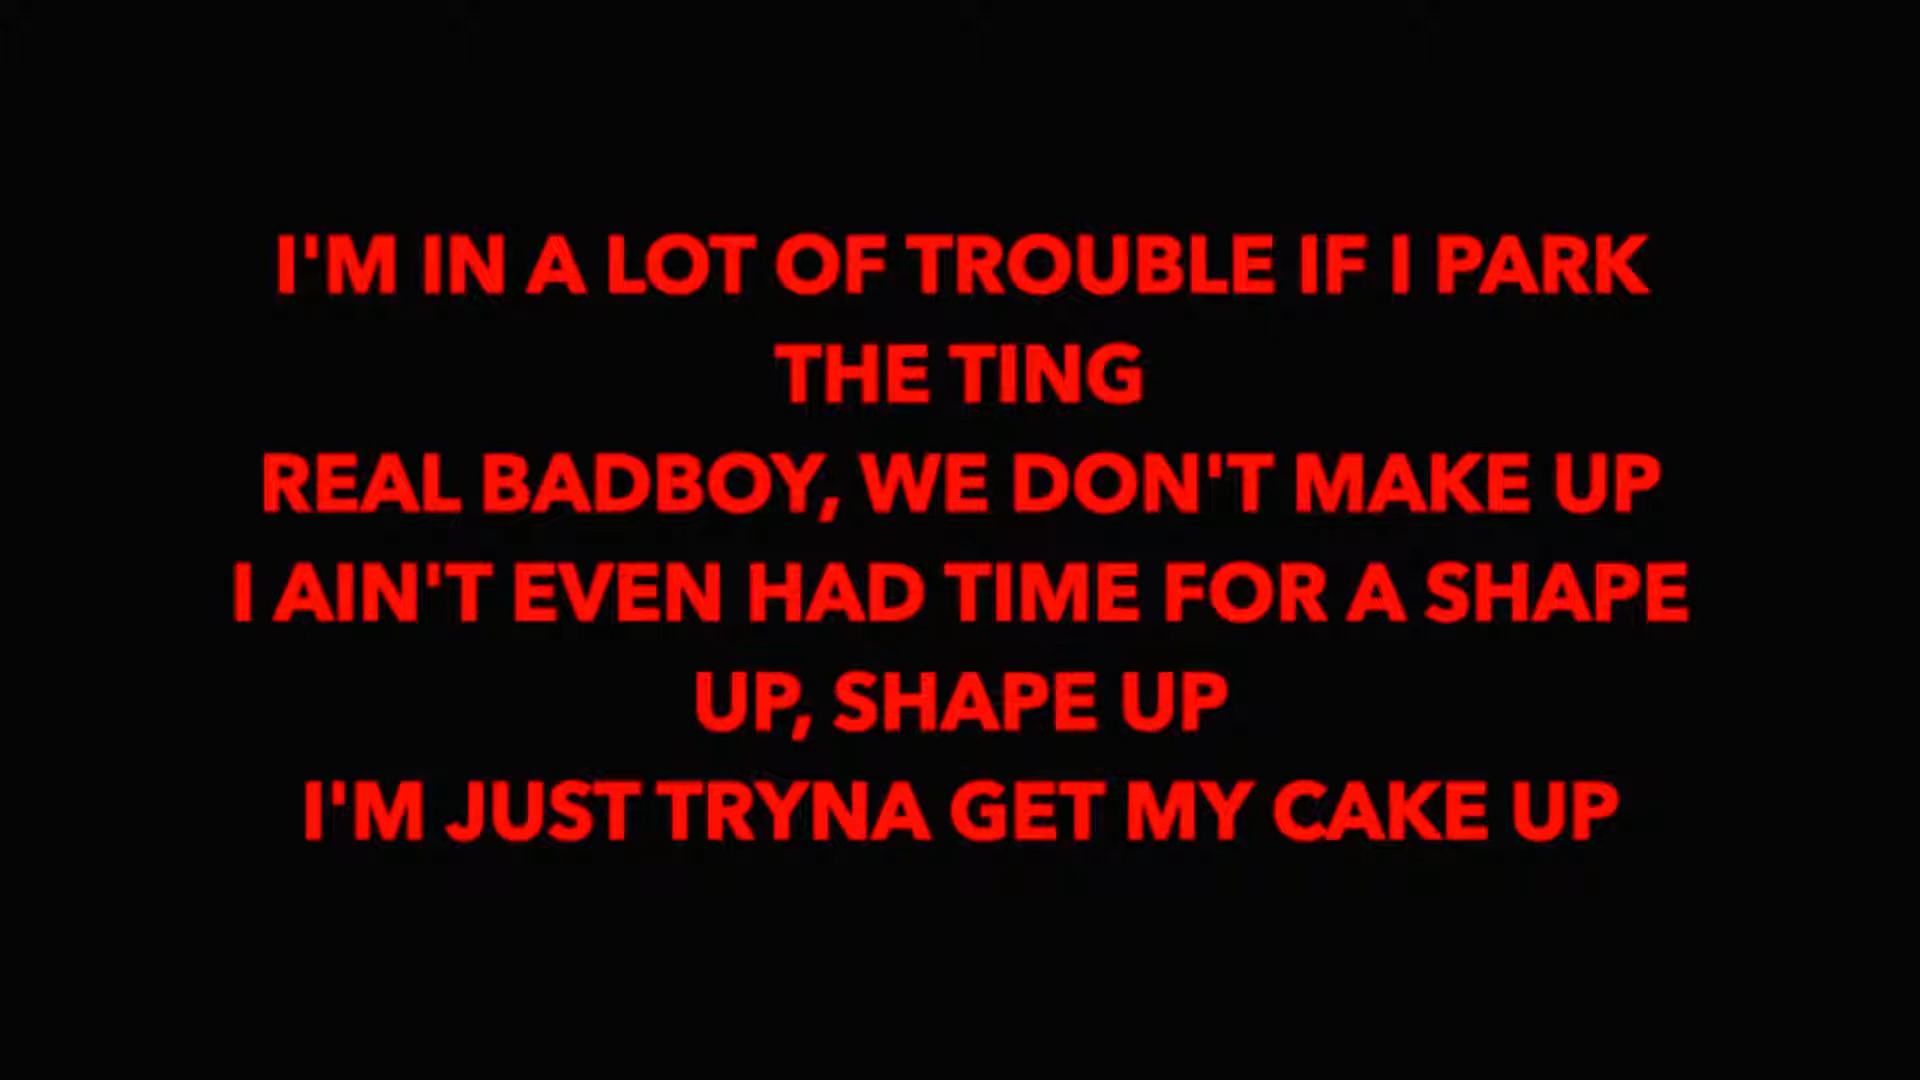 I'M IN A LOT OF TROUBLE IF I PARK
THE TING
REAL BADBOY, WE DON'T MAKE UP
I AIN'T EVEN HAD TIME FOR A SHAPE
UP, SHAPE UP
I'M JUST TRYNA GET MY CAKE UP